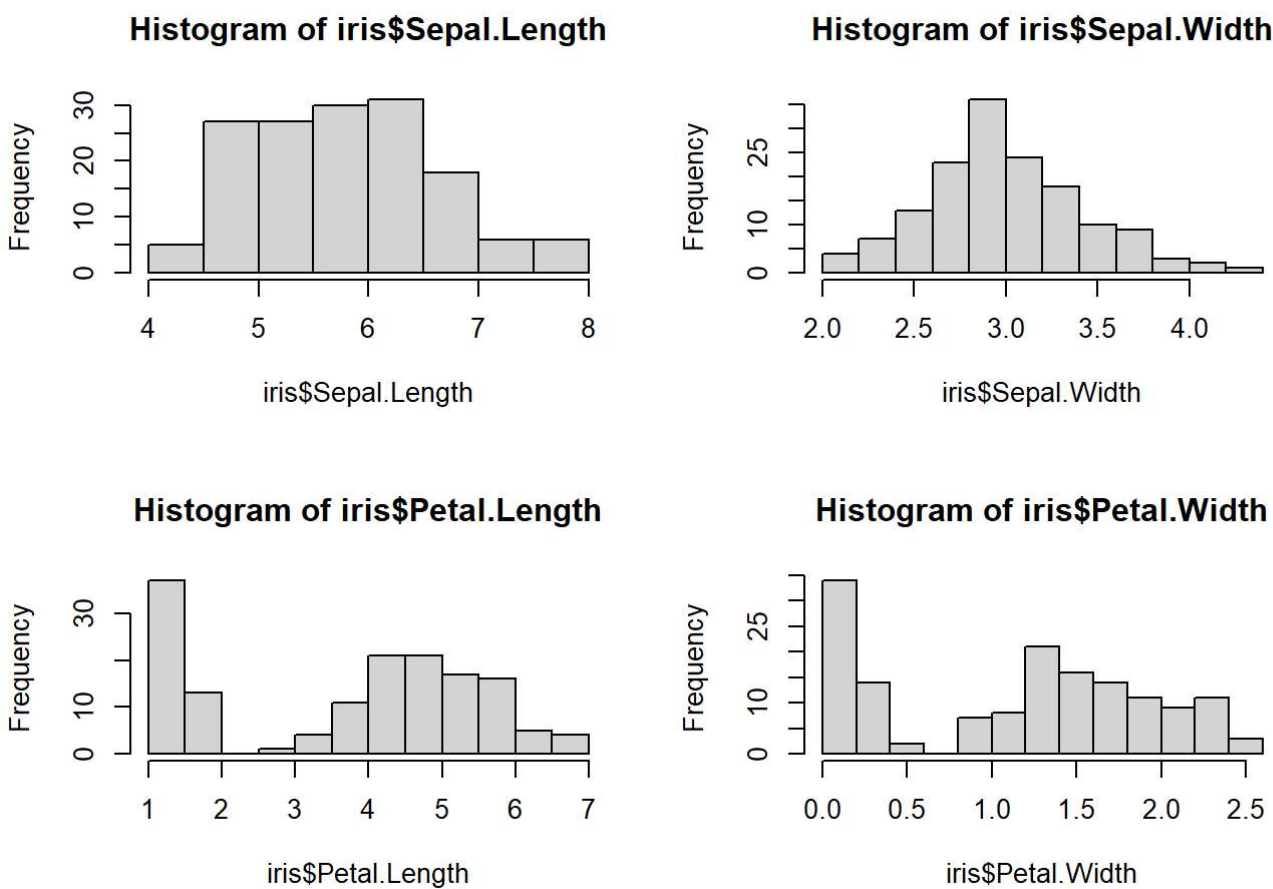 Histogram of iris$Sepal.Length
Frequency
0 10 20 30
4 5 6 7 8
iris$Sepal.Length
Histogram of iris$Sepal.Width
Frequency
0 10 25
2.0 2.5 3.0 3.5 4.0
iris$Sepal.Width
Histogram of iris$Petal.Length
Frequency
0 10 30
1 2 3 4 5 6 7
iris$Petal.Length
Histogram of iris$Petal.Width
Frequency
0 10 25
0.0 0.5 1.0 1.5 2.0 2.5
iris$Petal.Width